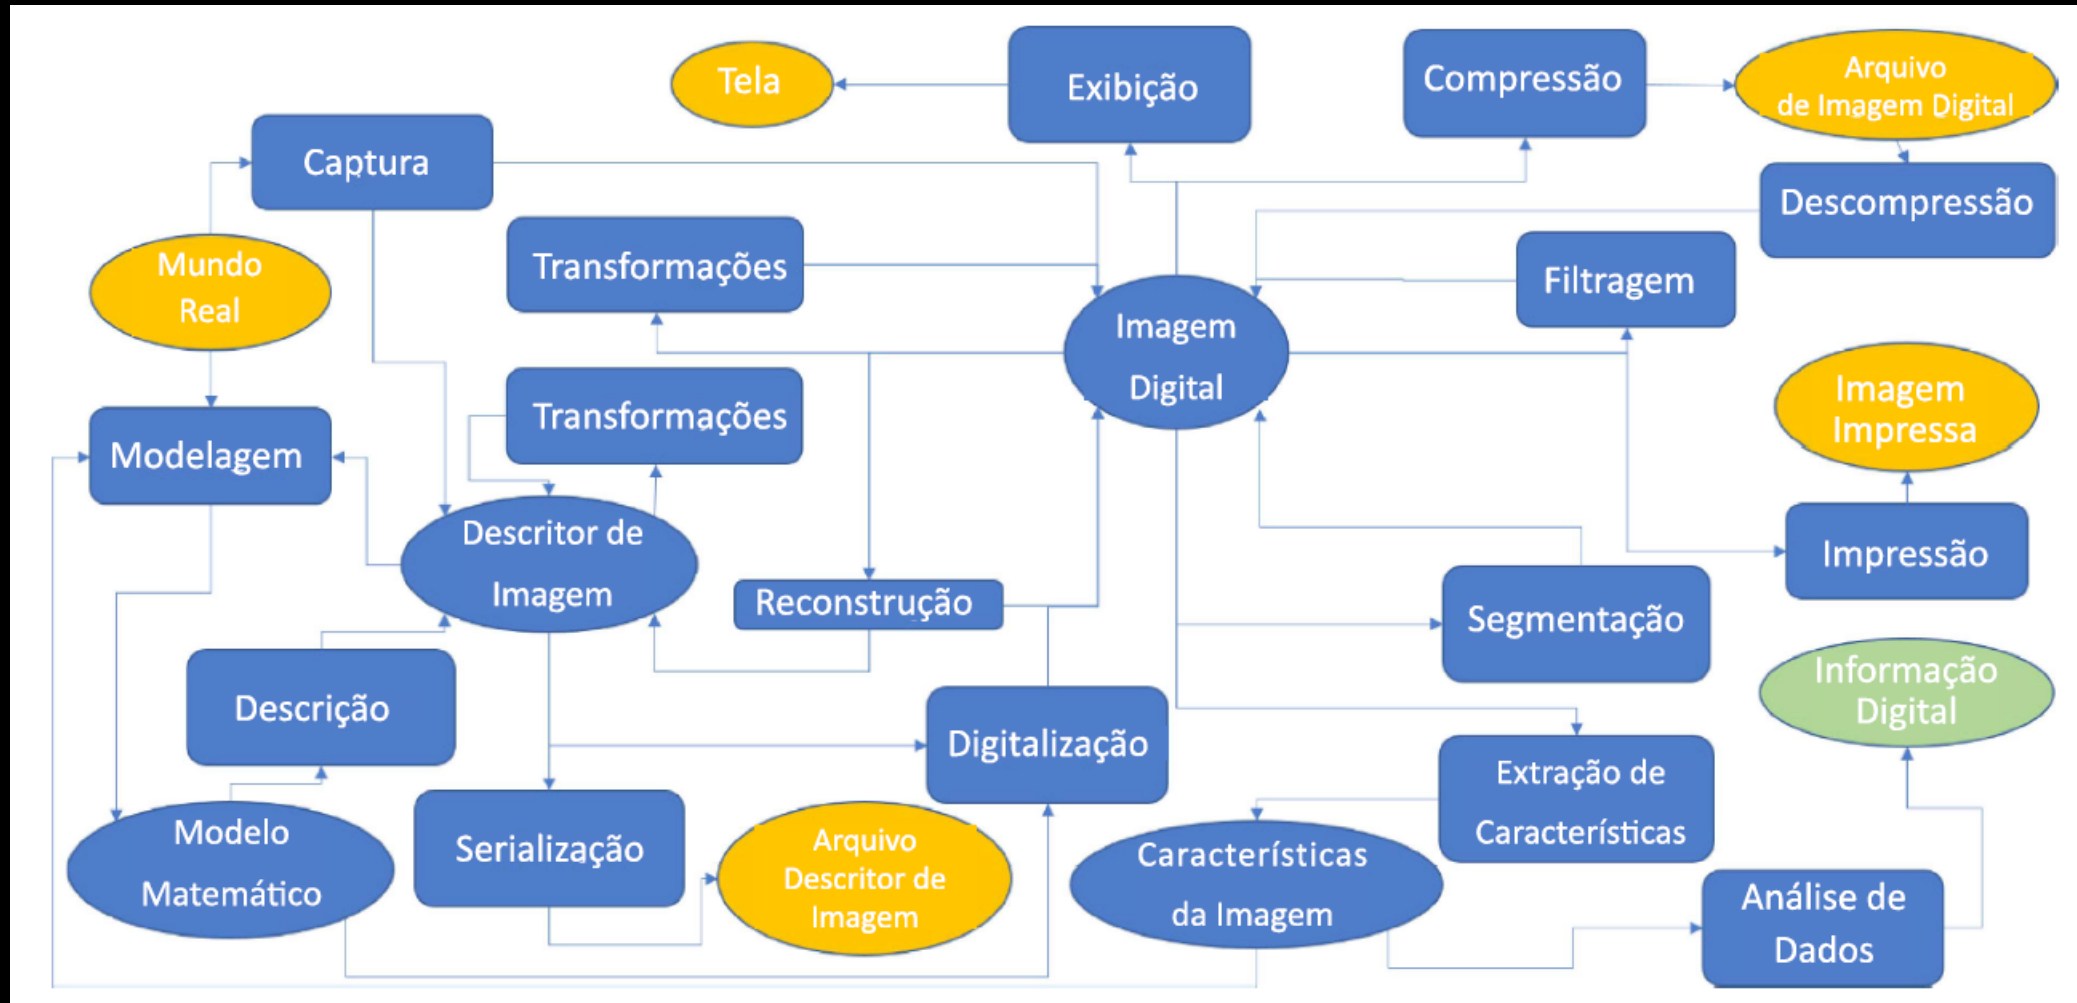 Tela
Exibição
Compressão
Arquivo
de Imagem Digital
Captura
Descompressão
Transformações
Filtragem
Mundo
Real
Imagem
Digital
Imagem
Impressa
Transformações
Modelagem
Descritor de
Imagem
Impressão
Reconstrução
Segmentação
Informação
Digital
Descrição
Digitalização
Extração de
Características
Modelo
Matemático
Serialização
Arquivo
Descritor de
Imagem
Características
da Imagem
Análise de
Dados